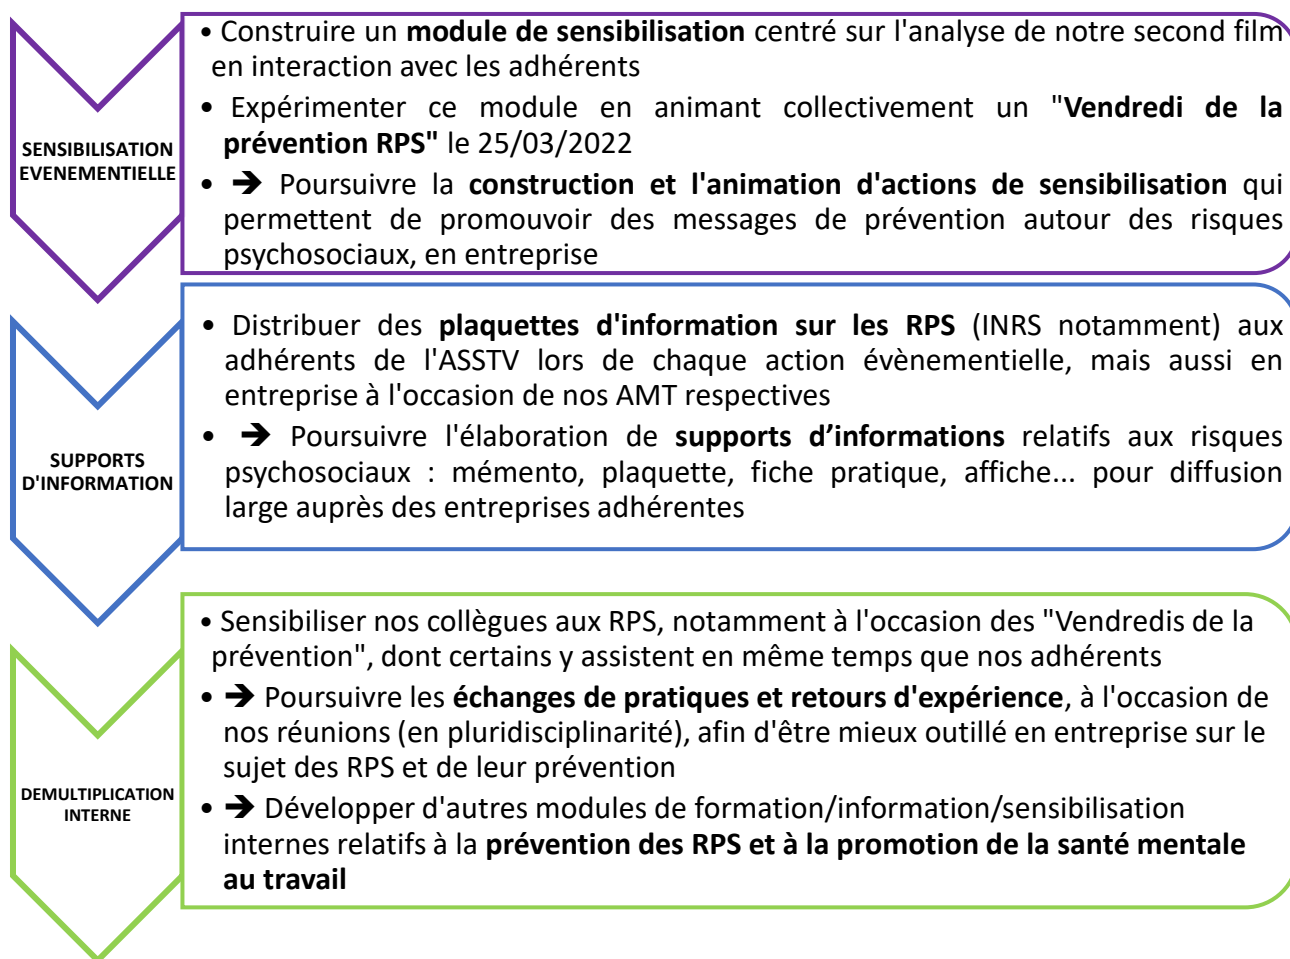 SENSIBILISATION
EVENEMENTIELLE
• Construire un module de sensibilisation centré sur l'analyse de notre second film
en interaction avec les adhérents
• Expérimenter ce module en animant collectivement un "Vendredi de la
prévention RPS" le 25/03/2022
• ➔ Poursuivre la construction et l'animation d'actions de sensibilisation qui
permettent de promouvoir des messages de prévention autour des risques
psychosociaux, en entreprise
SUPPORTS
D'INFORMATION
• Distribuer des plaquettes d'information sur les RPS (INRS notamment) aux
adhérents de l'ASSTV lors de chaque action évènementielle, mais aussi en
entreprise à l'occasion de nos AMT respectives
• ➔ Poursuivre l'élaboration de supports d’informations relatifs aux risques
psychosociaux : mémento, plaquette, fiche pratique, affiche... pour diffusion
large auprès des entreprises adhérentes
DEMULTIPLICATION
INTERNE
• Sensibiliser nos collègues aux RPS, notamment à l'occasion des "Vendredis de la
prévention", dont certains y assistent en même temps que nos adhérents
• ➔ Poursuivre les échanges de pratiques et retours d'expérience, à l'occasion de
nos réunions (en pluridisciplinarité), afin d'être mieux outillé en entreprise sur le
sujet des RPS et de leur prévention
• ➔ Développer d'autres modules de formation/information/sensibilisation
internes relatifs à la prévention des RPS et à la promotion de la santé mentale
au travail